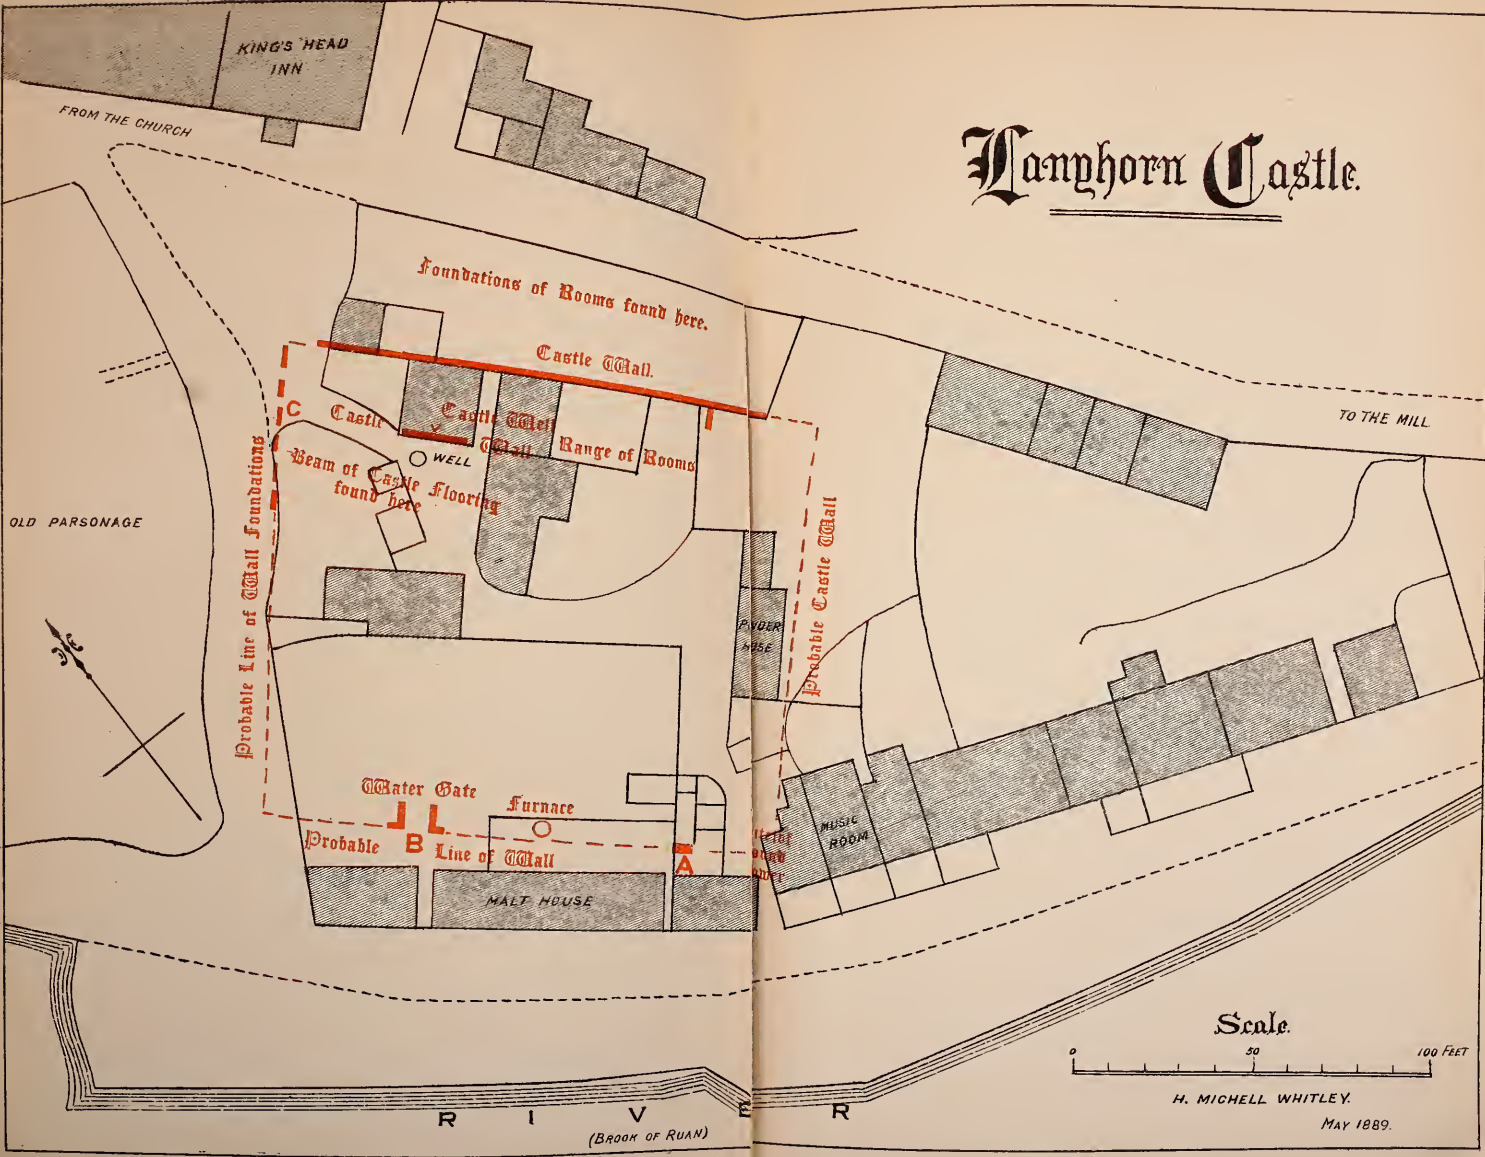 KING'S HEAD
INN
FROM THE CHURCH
Lanyhorn Castle.
Foundations of Rooms found here.
Castle Wall.
TO THE MILL
C
Castle
Castle Well
Wall
Range of Rooms
WELL
Beam of Castle Flooring
found here
Probable Line of Wall Foundations
OLD PARSONAGE
Probable Castle Wall
Water Gate
Furnace
MUSIC
ROOM
Probable
B
Line of Wall
A
MALT HOUSE
Scale.
0 50 100 FEET
H. MICHELL WHITLEY.
MAY 1889.
RIVER
(BROOK OF RUAN)